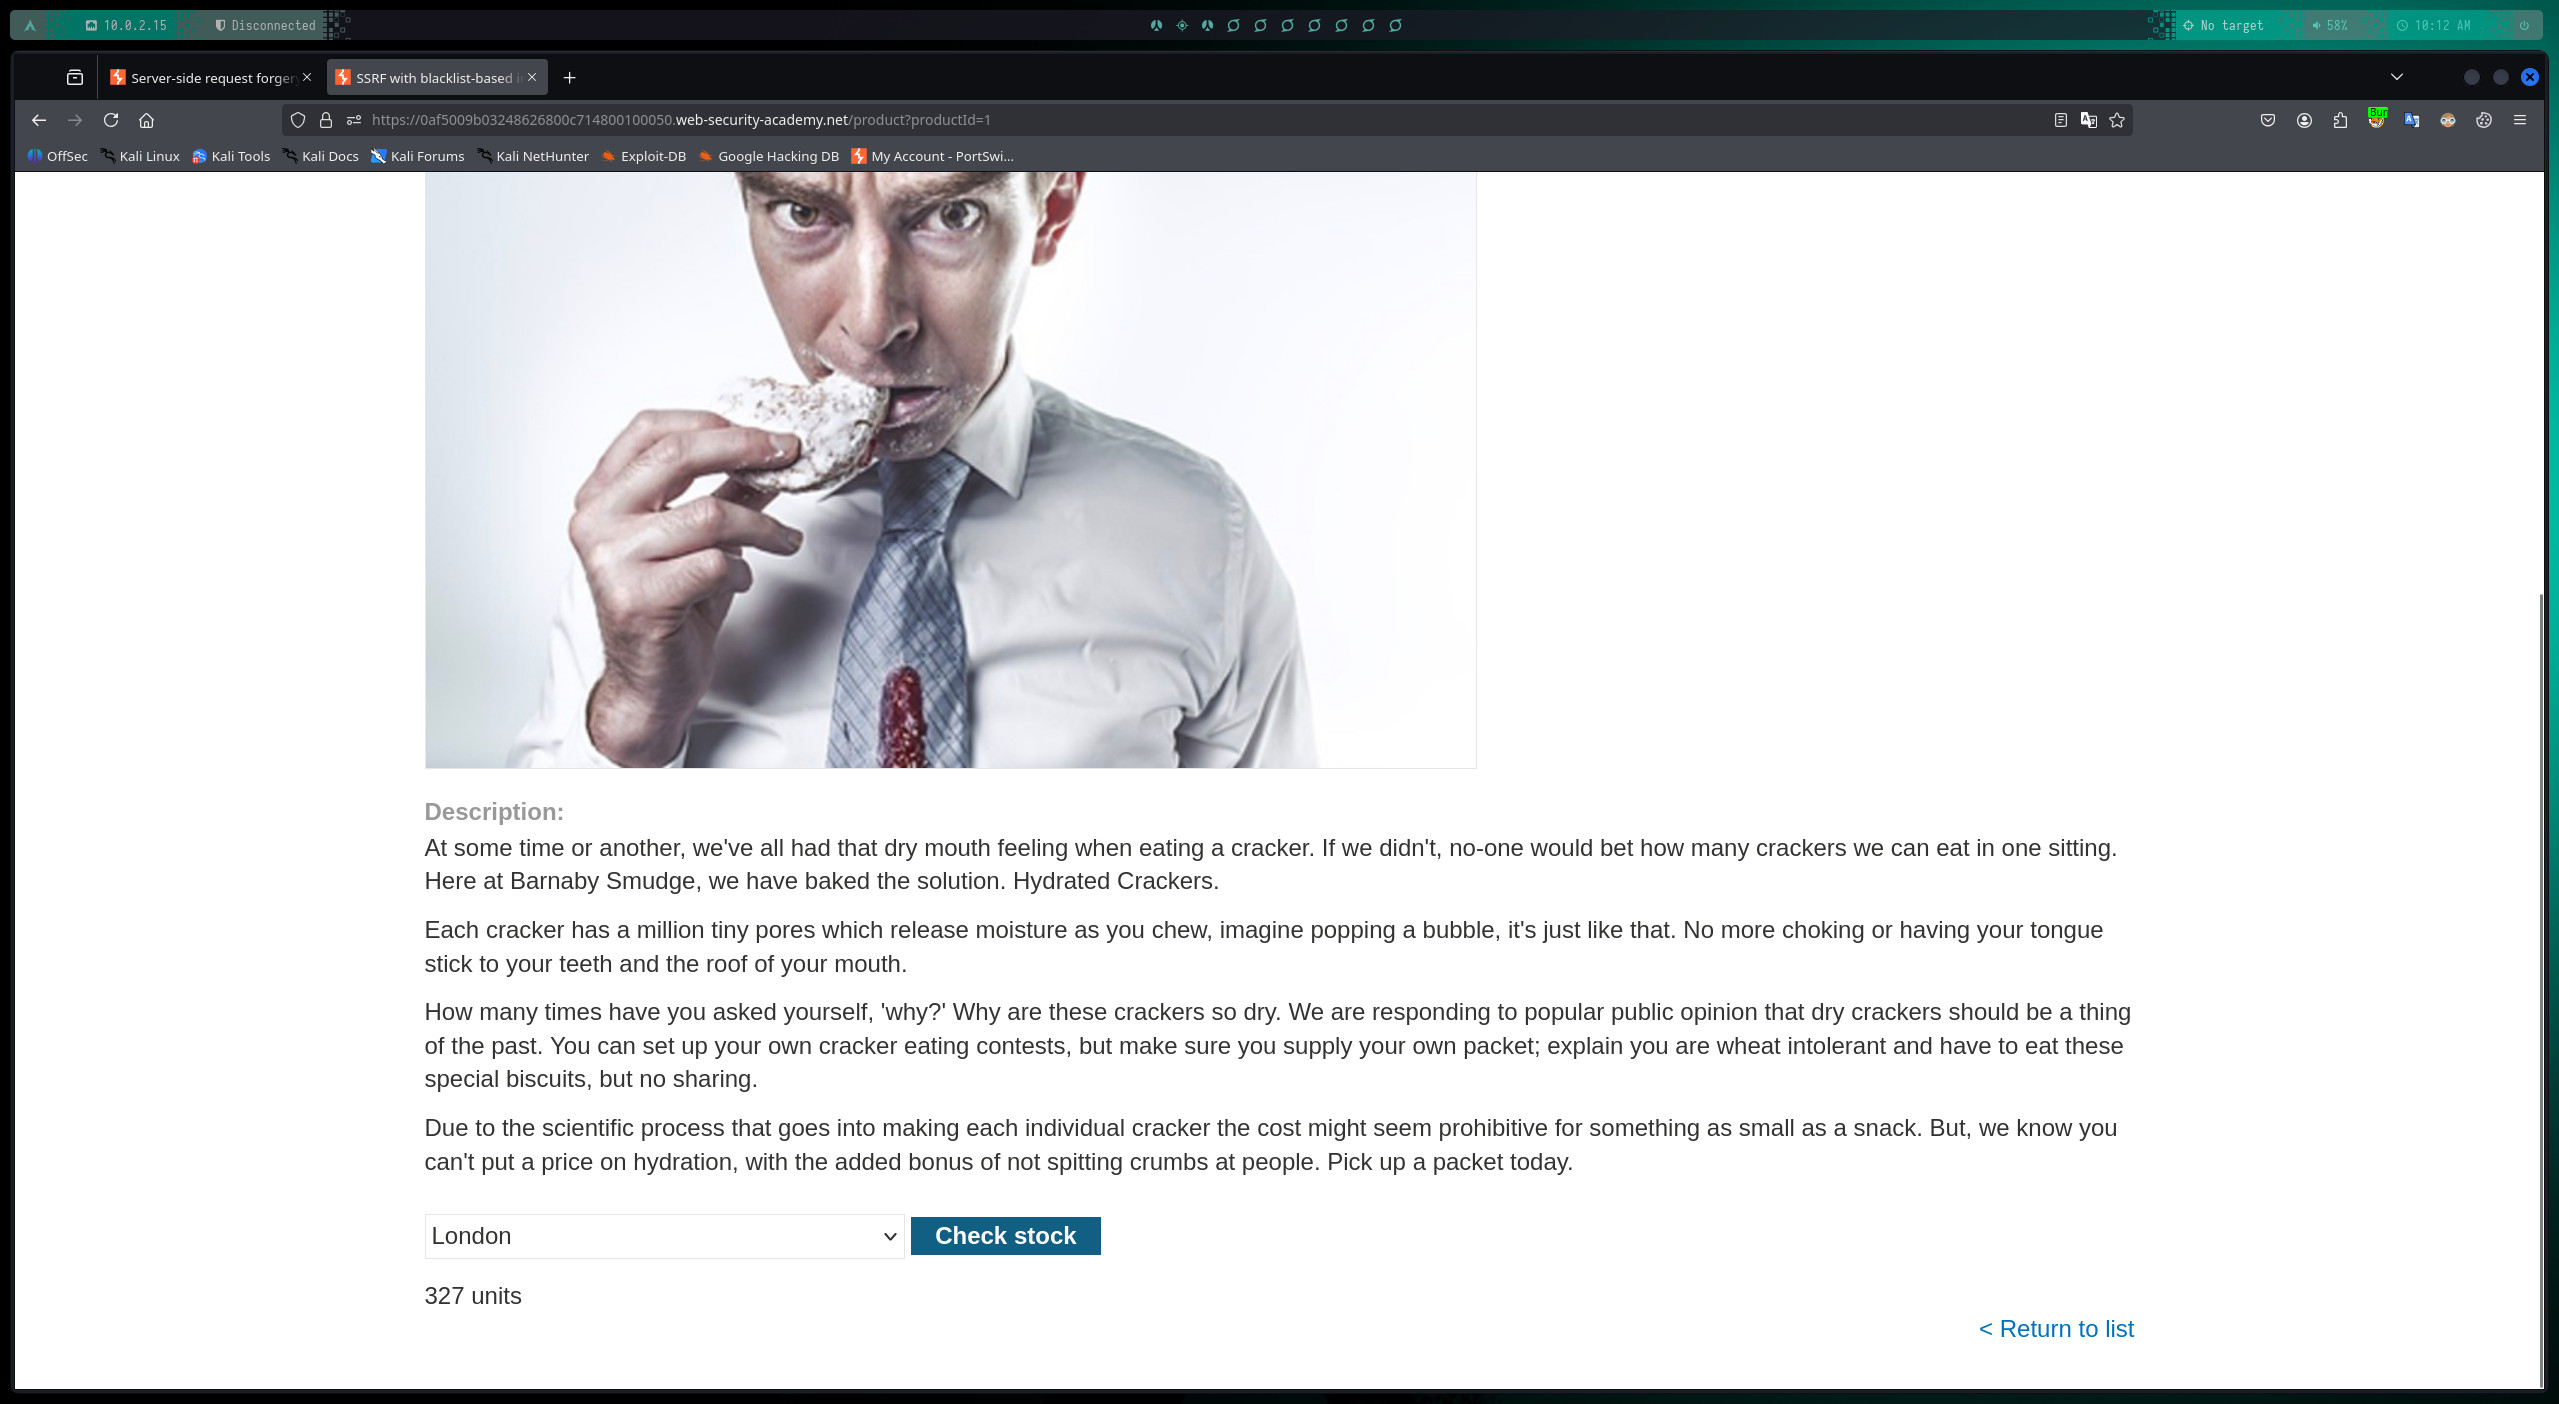 10.0.2.15 Disconnected No target 58% 10:12 AM
Server-side request forger SSRF with blacklist-based i
https://0af5009b03248626800c714800100050.web-security-academy.net/product?productId=1
OffSec Kali Linux Kali Tools Kali Docs Kali Forums Kali NetHunter Exploit-DB Google Hacking DB My Account - PortSwi...
Description:
At some time or another, we've all had that dry mouth feeling when eating a cracker. If we didn't, no-one would bet how many crackers we can eat in one sitting.
Here at Barnaby Smudge, we have baked the solution. Hydrated Crackers.
Each cracker has a million tiny pores which release moisture as you chew, imagine popping a bubble, it's just like that. No more choking or having your tongue
stick to your teeth and the roof of your mouth.
How many times have you asked yourself, 'why?' Why are these crackers so dry. We are responding to popular public opinion that dry crackers should be a thing
of the past. You can set up your own cracker eating contests, but make sure you supply your own packet; explain you are wheat intolerant and have to eat these
special biscuits, but no sharing.
Due to the scientific process that goes into making each individual cracker the cost might seem prohibitive for something as small as a snack. But, we know you
can't put a price on hydration, with the added bonus of not spitting crumbs at people. Pick up a packet today.
London Check stock
327 units
< Return to list